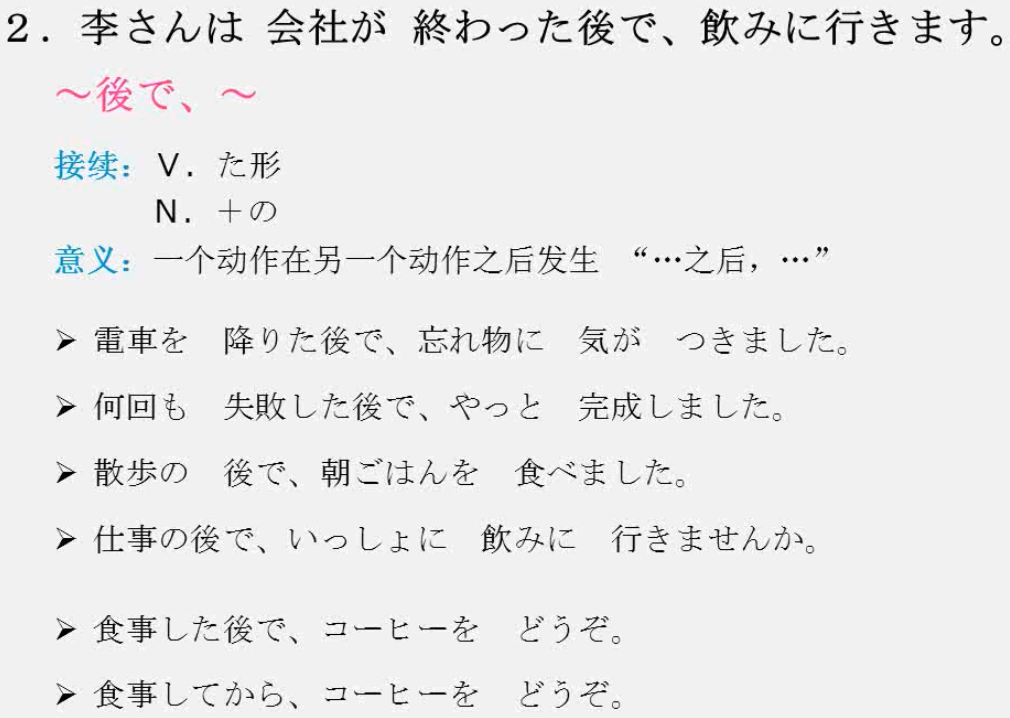 ２．李さんは 会社が 終わった後で、飲みに行きます。
～後で、～
接续：Ｖ．た形
Ｎ．＋の
意义：一个动作在另一个动作之后发生 “…之后，…”
➢ 電車を　降りた後で、忘れ物に　気が　つきました。
➢ 何回も　失敗した後で、やっと　完成しました。
➢ 散歩の　後で、朝ごはんを　食べました。
➢ 仕事の後で、いっしょに　飲みに　行きませんか。
➢ 食事した後で、コーヒーを　どうぞ。
➢ 食事してから、コーヒーを　どうぞ。